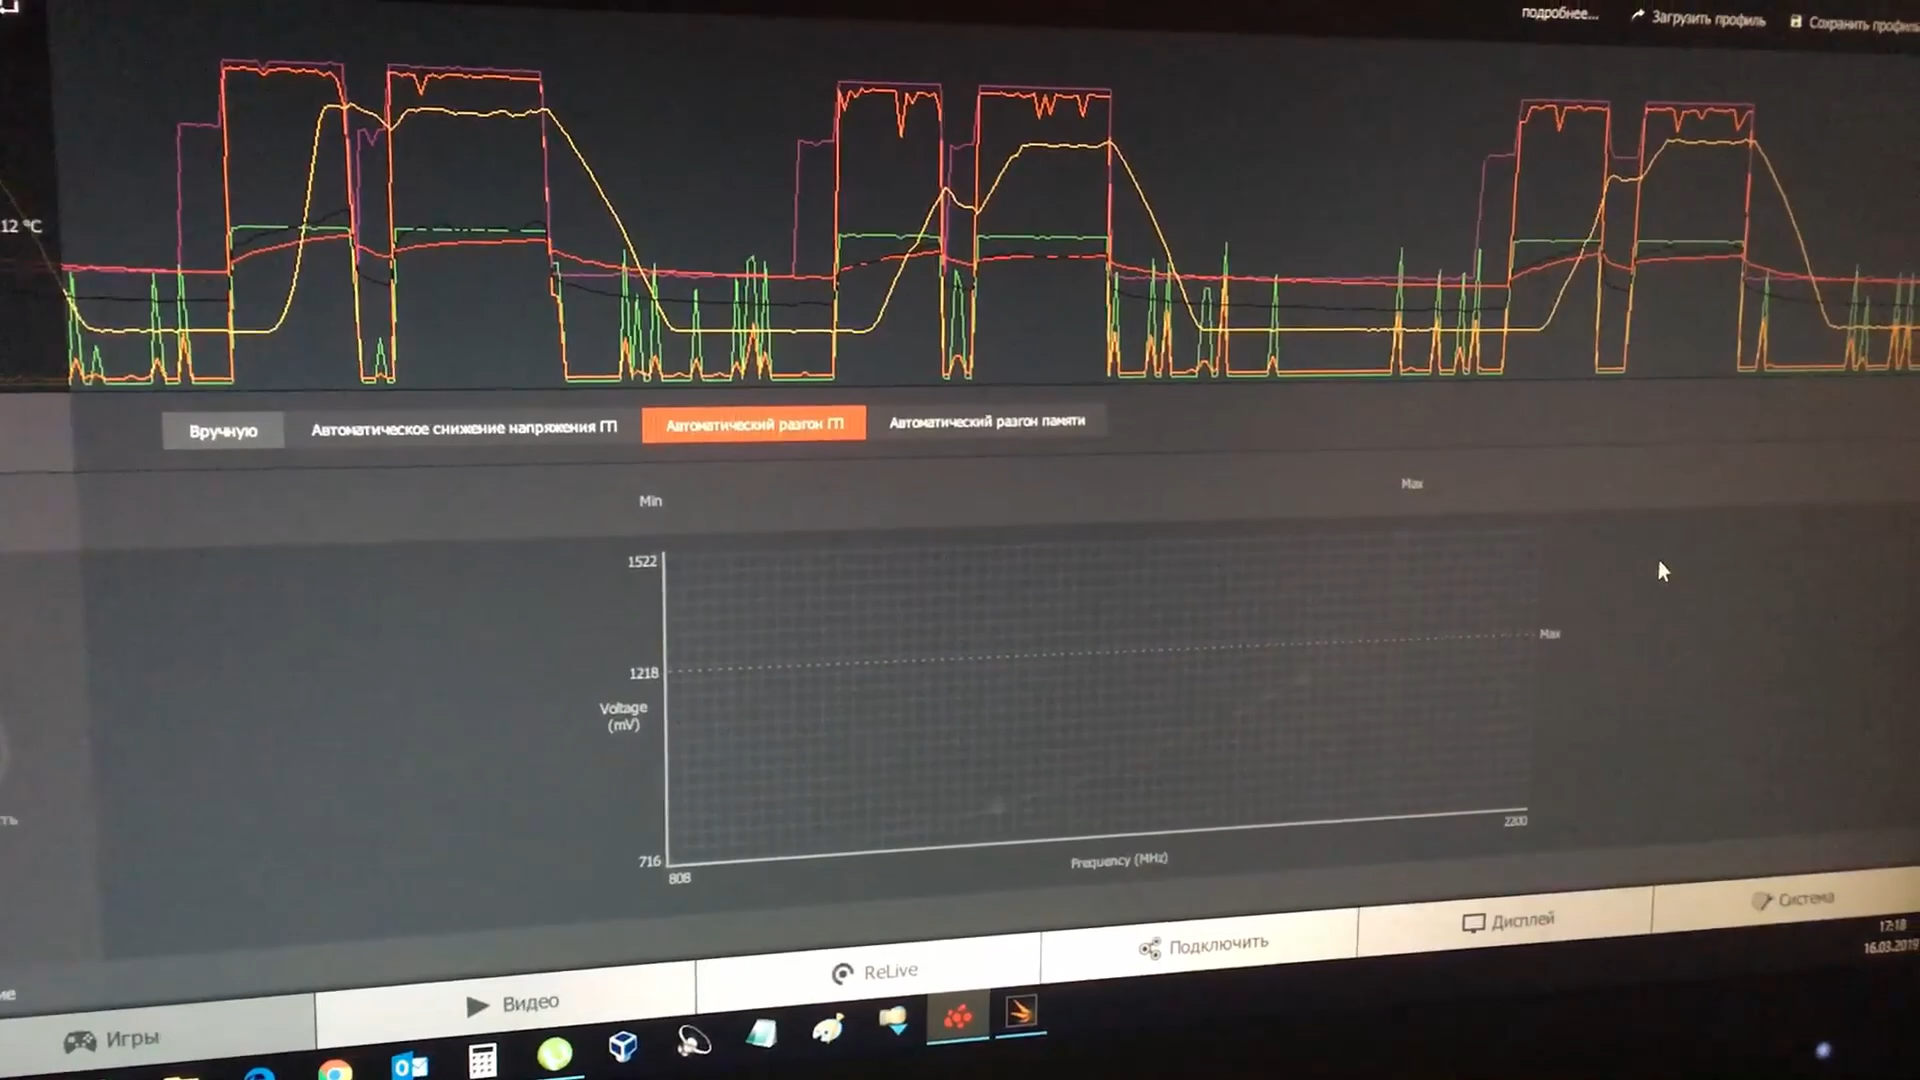 подробнее...
Загрузить профиль
Сохранить профиль
12 °C
Вручную
Автоматическое снижение напряжения ГП
Автоматический разгон ГП
Автоматический разгон памяти
Min
Max
1522
Max
1218
Voltage
(mV)
716
808
2200
Frequency (MHz)
ть
ие
Игры
Видео
ReLive
Подключить
Дисплей
Система
17:18
16.03.2019